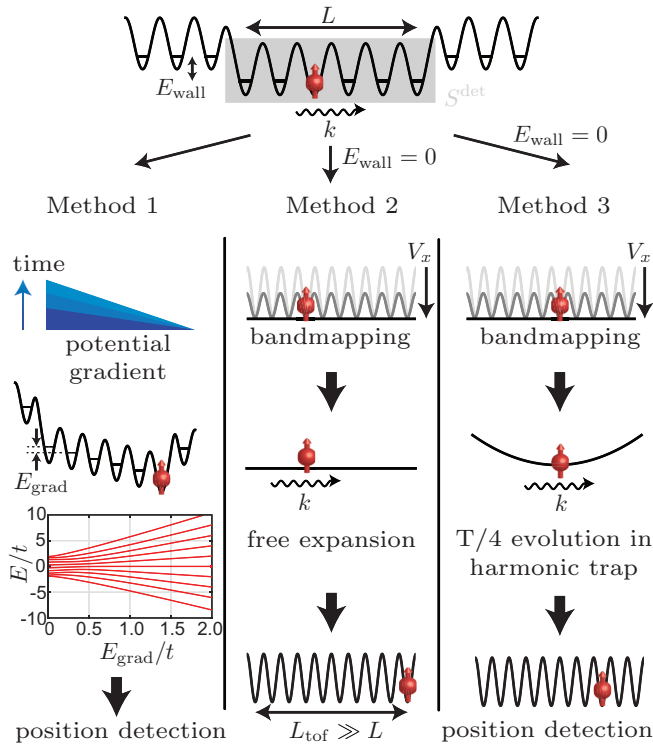 L
E_wall
S^det
k
E_wall = 0
E_wall = 0
Method 1
Method 2
Method 3
time
potential
gradient
E_grad
10
5
0
-5
-10
E/t
0
0.5
1.0
1.5
2.0
E_grad/t
position detection
V_x
bandmapping
k
free expansion
L_tof ≫ L
V_x
bandmapping
k
T/4 evolution in
harmonic trap
position detection